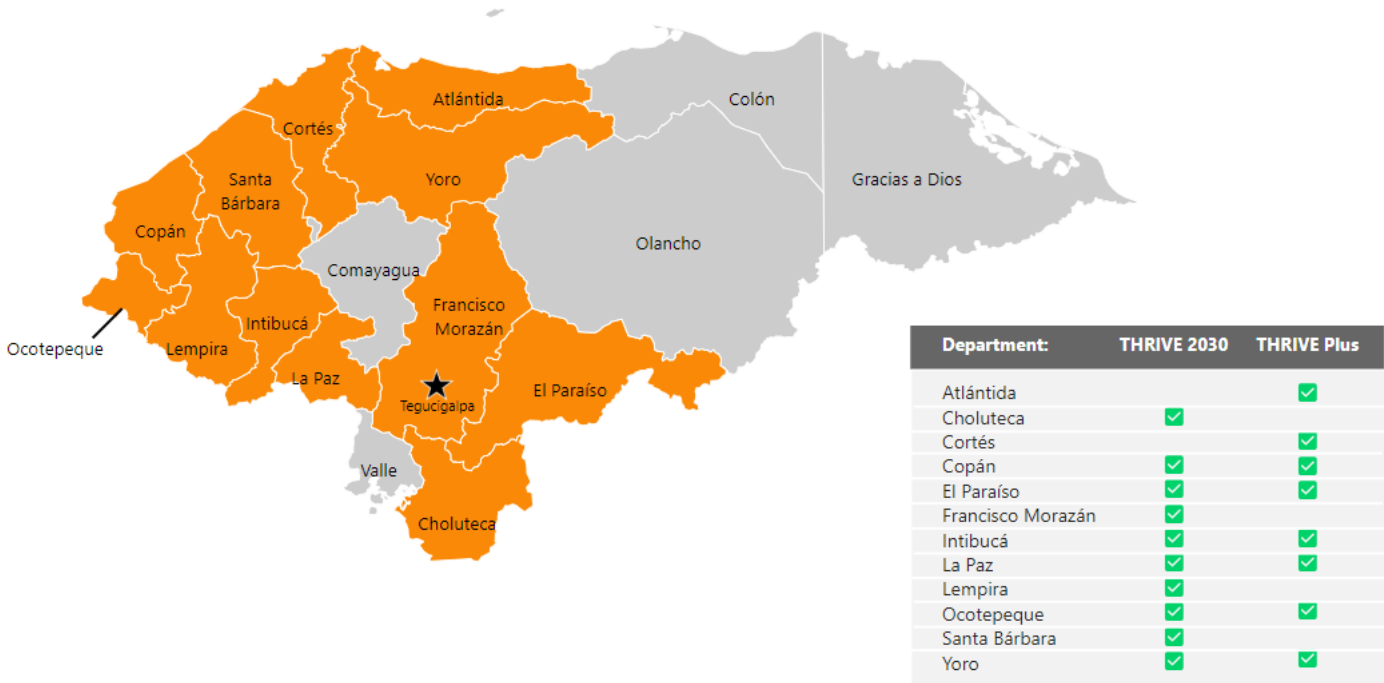 Atlántida
Colón
Cortés
Yoro
Santa
Bárbara
Gracias a Dios
Copán
Olancho
Comayagua
Francisco
Morazán
Intibucá
Ocotepeque
Lempira
La Paz
El Paraíso
Tegucigalpa
Valle
Choluteca
Department: THRIVE 2030 THRIVE Plus
Atlántida
Choluteca
Cortés
Copán
El Paraíso
Francisco Morazán
Intibucá
La Paz
Lempira
Ocotepeque
Santa Bárbara
Yoro